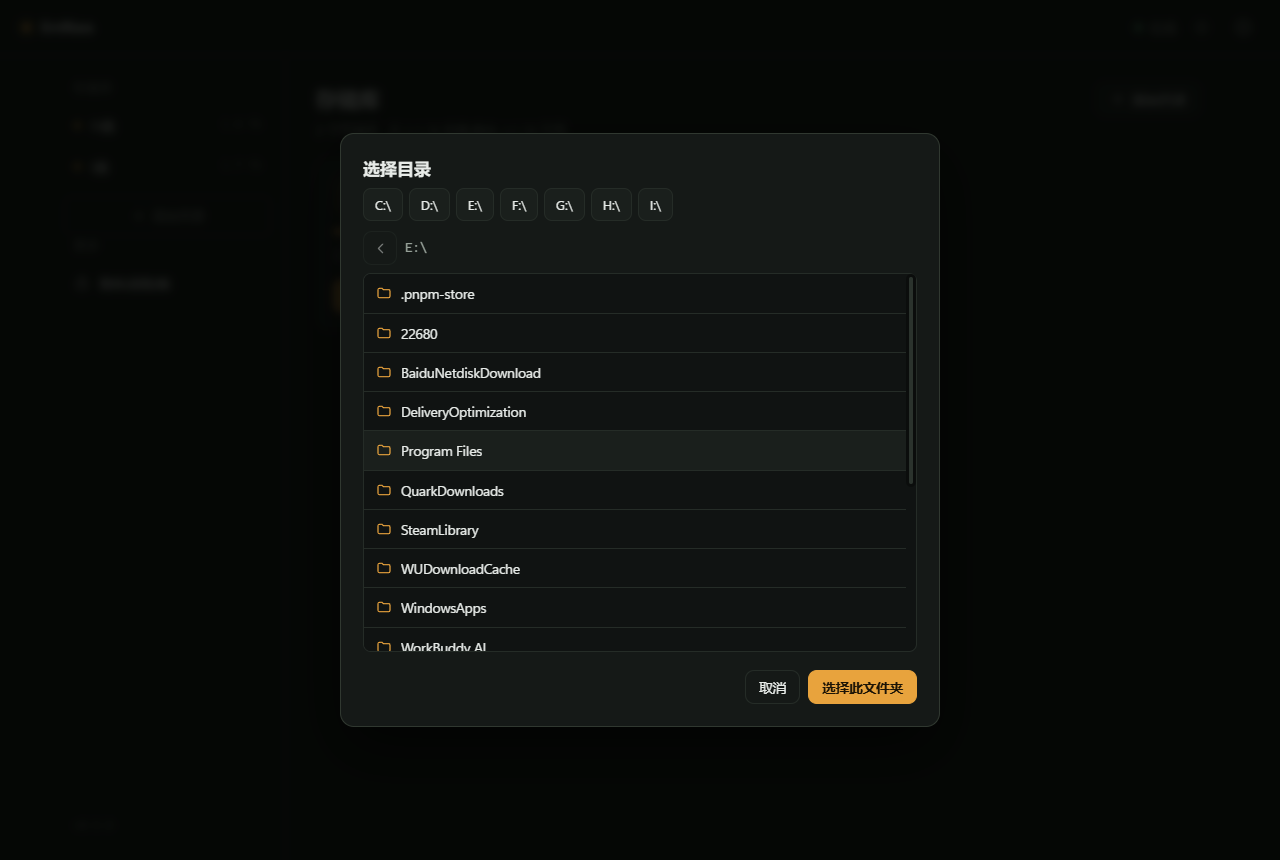 选择目录
C:\ D:\ E:\ F:\ G:\ H:\ I:\
E:\
.pnpm-store
22680
BaiduNetdiskDownload
DeliveryOptimization
Program Files
QuarkDownloads
SteamLibrary
WUDownloadCache
WindowsApps
WorkBuddy AI
取消 选择此文件夹